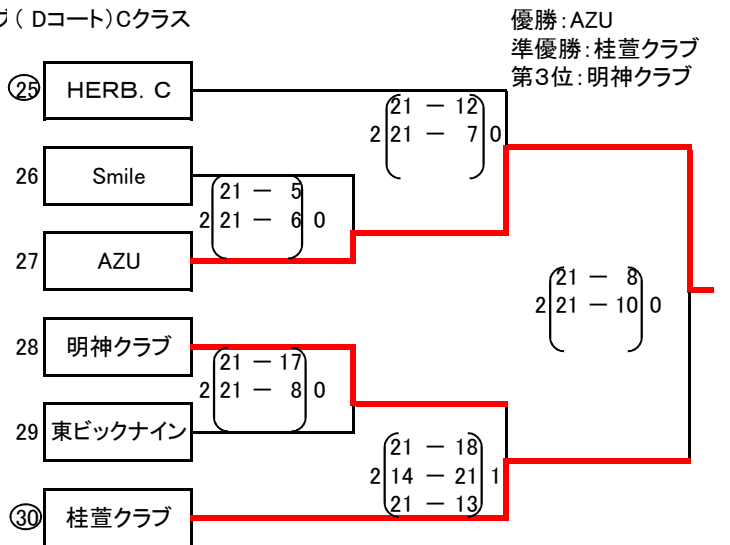 ブ( Dコート)Cクラス
優勝:AZU
準優勝:桂萱クラブ
第3位:明神クラブ
25 HERB. C
21 － 12
2 21 － 7 0
26 Smile
21 － 5
2 21 － 6 0
27 AZU
21 － 8
2 21 － 10 0
28 明神クラブ
21 － 17
2 21 － 8 0
29 東ビックナイン
21 － 18
2 14 － 21 1
21 － 13
30 桂萱クラブ